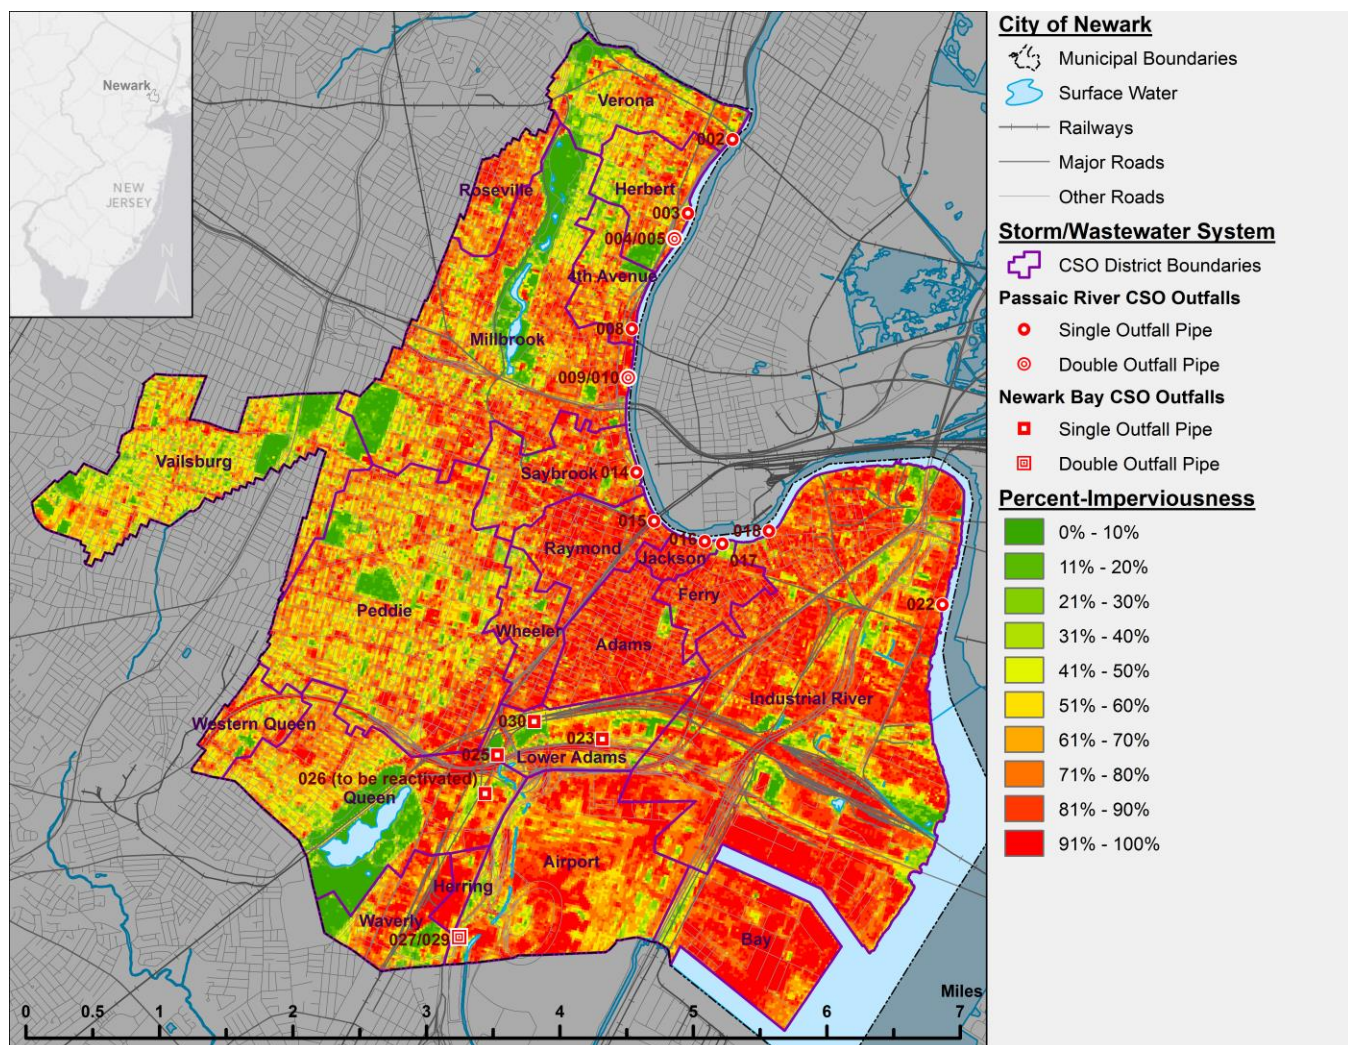 Newark
NEW
JERSEY
N
Verona
002
Roseville
Herbert
003
004/005
4th Avenue
008
Millbrook
009/010
Vailsburg
Saybrook
014
015
Raymond
016
018
Jackson
017
Peddie
Ferry
022
Wheeler
Adams
Industrial River
Western Queen
030
023
025
Lower Adams
026 (to be reactivated)
Queen
Airport
Herring
Waverly
027/029
Bay
Miles
0 0.5 1 2 3 4 5 6 7
City of Newark
Municipal Boundaries
Surface Water
Railways
Major Roads
Other Roads
Storm/Wastewater System
CSO District Boundaries
Passaic River CSO Outfalls
Single Outfall Pipe
Double Outfall Pipe
Newark Bay CSO Outfalls
Single Outfall Pipe
Double Outfall Pipe
Percent-Imperviousness
0% - 10%
11% - 20%
21% - 30%
31% - 40%
41% - 50%
51% - 60%
61% - 70%
71% - 80%
81% - 90%
91% - 100%